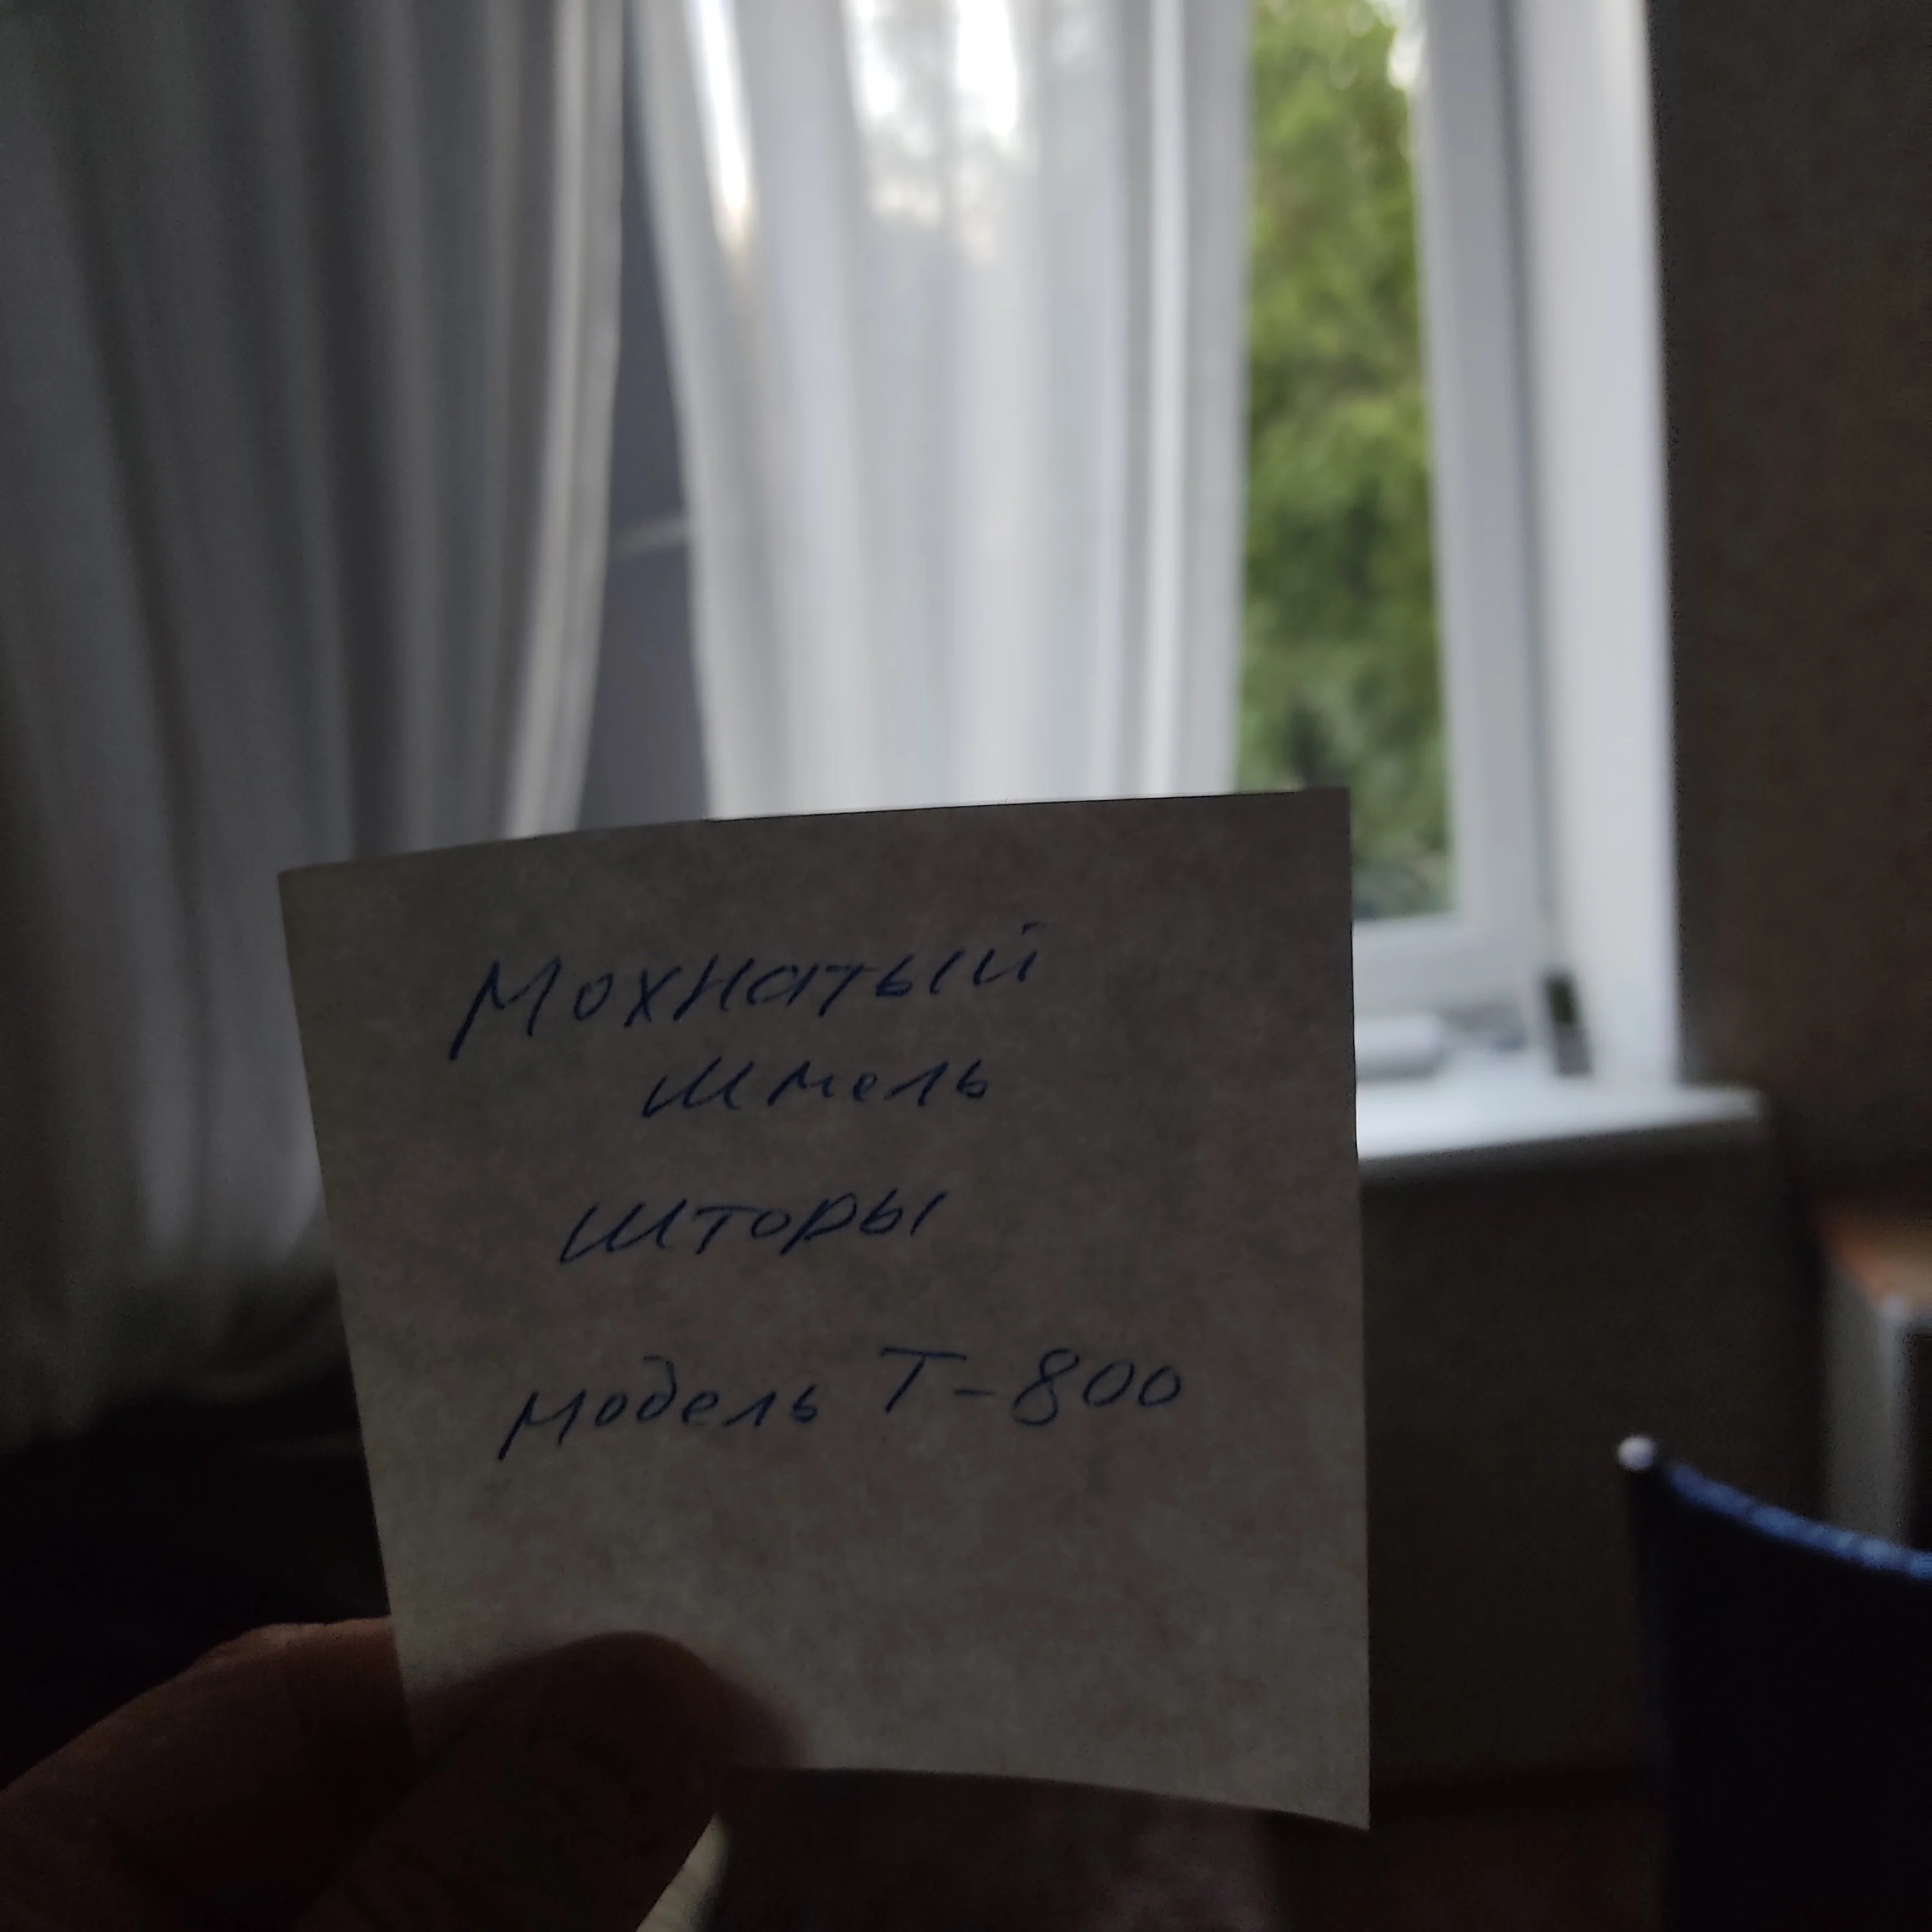 Мохнатый
шмель
шторы
модель Т-800